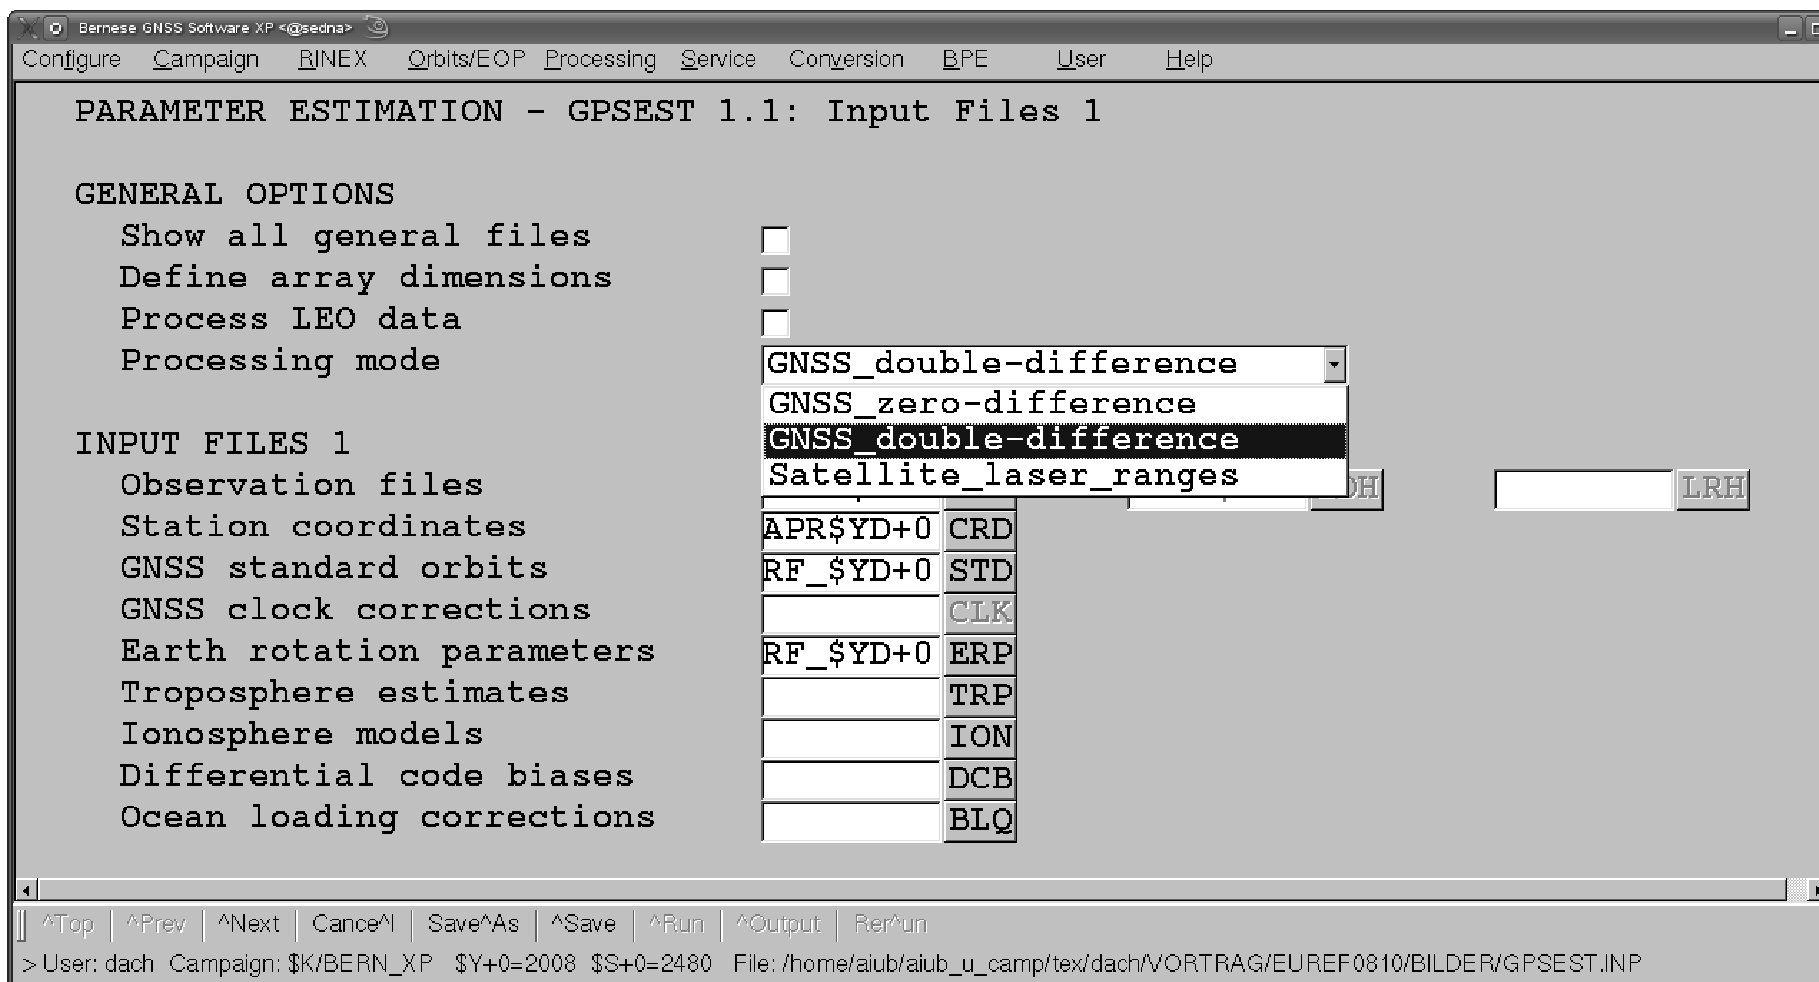 Bernese GNSS Software XP <@sedna>
Configure Campaign RINEX Orbits/EOP Processing Service Conversion BPE User Help
PARAMETER ESTIMATION - GPSEST 1.1: Input Files 1
GENERAL OPTIONS
Show all general files
Define array dimensions
Process LEO data
Processing mode GNSS_double-difference
GNSS_zero-difference
INPUT FILES 1 GNSS_double-difference
Satellite_laser_ranges
Observation files LRH
Station coordinates APR$YD+0 CRD
GNSS standard orbits RF_$YD+0 STD
GNSS clock corrections CLK
Earth rotation parameters RF_$YD+0 ERP
Troposphere estimates TRP
Ionosphere models ION
Differential code biases DCB
Ocean loading corrections BLQ
^Top ^Prev ^Next Cance^l Save^As ^Save ^Run ^Output Rer^un
> User: dach Campaign: $K/BERN_XP $Y+0=2008 $S+0=2480 File: /home/aiub/aiub_u_camp/tex/dach/VORTRAG/EUREF0810/BILDER/GPSEST.INP